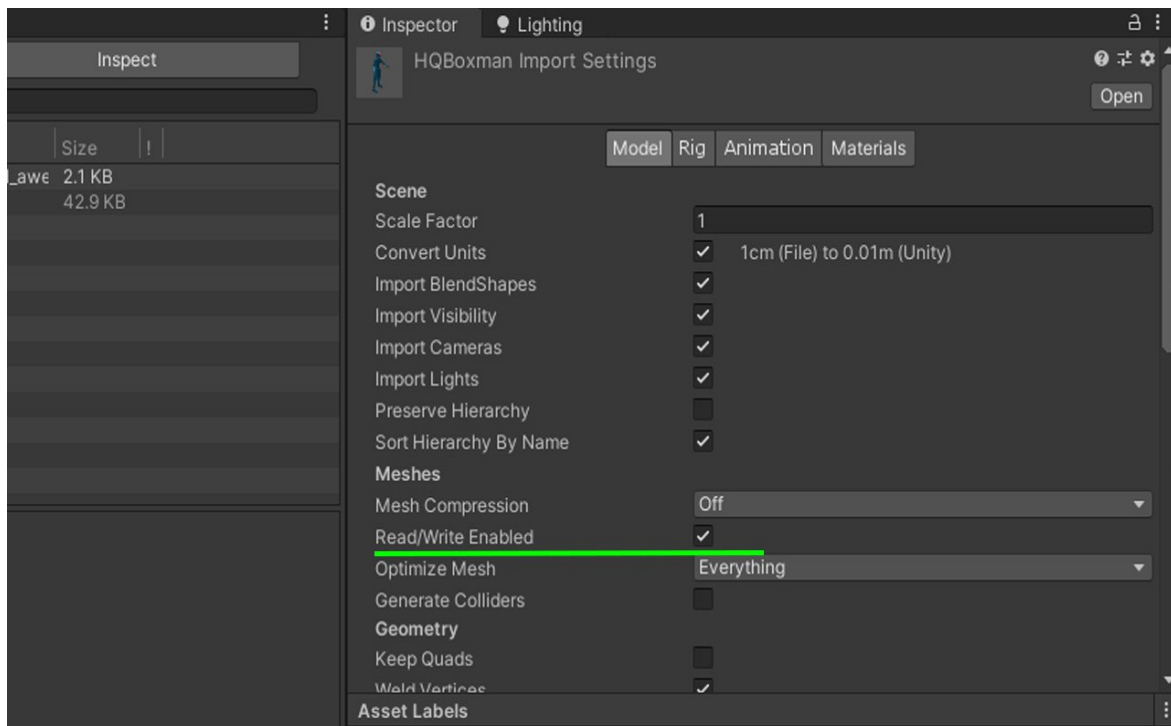 Inspect
Size !
_awe 2.1 KB
42.9 KB
Inspector Lighting
HQBoxman Import Settings
Open
Model Rig Animation Materials
Scene
Scale Factor 1
Convert Units 1cm (File) to 0.01m (Unity)
Import BlendShapes
Import Visibility
Import Cameras
Import Lights
Preserve Hierarchy
Sort Hierarchy By Name
Meshes
Mesh Compression Off
Read/Write Enabled
Optimize Mesh Everything
Generate Colliders
Geometry
Keep Quads
Weld Vertices
Asset Labels